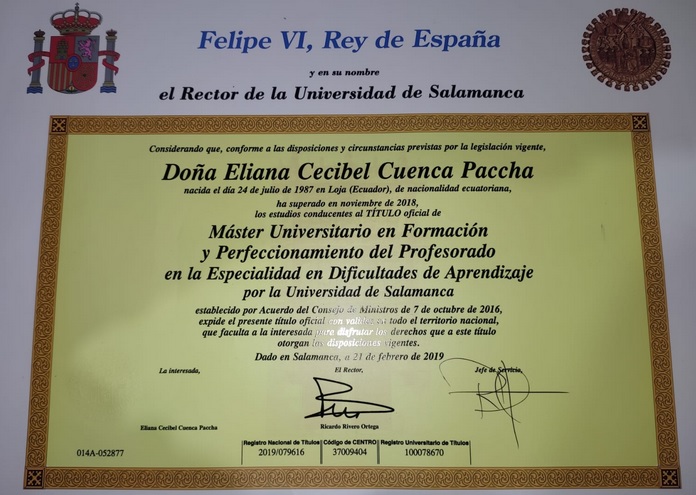 Felipe VI, Rey de España
y en su nombre
el Rector de la Universidad de Salamanca
Considerando que, conforme a las disposiciones y circunstancias previstas por la legislación vigente,
Doña Eliana Cecibel Cuenca Paccha
nacida el día 24 de julio de 1987 en Loja (Ecuador), de nacionalidad ecuatoriana,
ha superado en noviembre de 2018,
los estudios conducentes al TÍTULO oficial de
Máster Universitario en Formación
y Perfeccionamiento del Profesorado
en la Especialidad en Dificultades de Aprendizaje
por la Universidad de Salamanca
establecido por Acuerdo del Consejo de Ministros de 7 de octubre de 2016,
expide el presente título oficial con validez en todo el territorio nacional,
que faculta a la interesada para disfrutar los derechos que a este título
otorgan las disposiciones vigentes.
Dado en Salamanca, a 21 de febrero de 2019
La interesada, El Rector, Jefe de Servicio,
Eliana Cecibel Cuenca Paccha Ricardo Rivero Ortega
Registro Nacional de Títulos Código de CENTRO Registro Universitario de Títulos
014A-052877 2019/079616 37009404 100078670